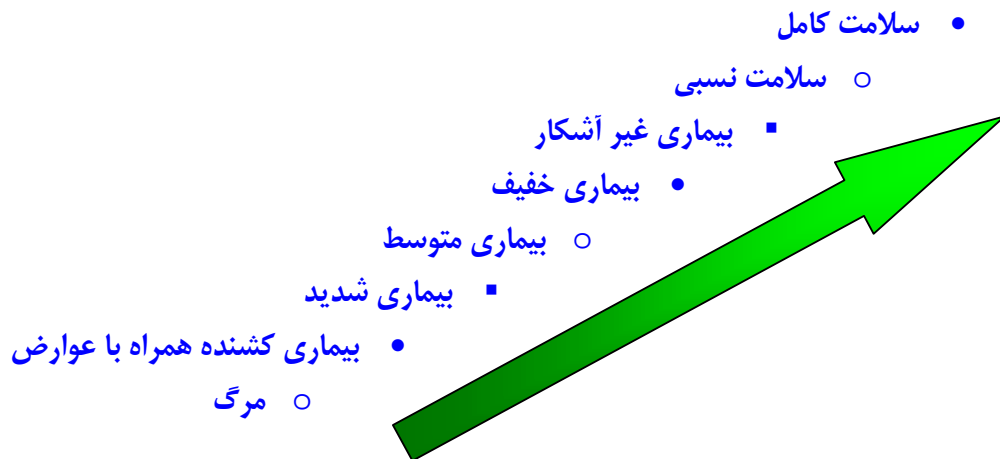 • سلامت کامل
o سلامت نسبی
▪ بیماری غیر آشکار
• بیماری خفیف
o بیماری متوسط
▪ بیماری شدید
• بیماری کشنده همراه با عوارض
o مرگ